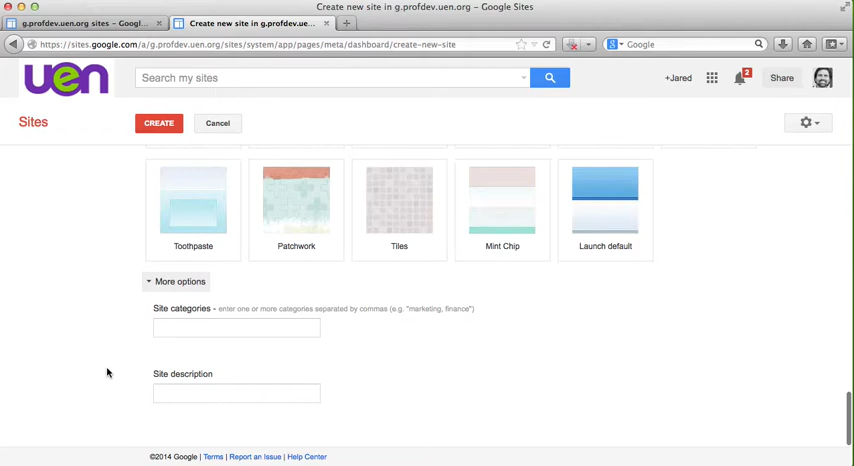 Create new site in g.profdev.uen.org – Google Sites
g.profdev.uen.org sites – Googl...
Create new site in g.profdev.ue...
https://sites.google.com/a/g.profdev.uen.org/sites/system/app/pages/meta/dashboard/create-new-site
Google
uen
Search my sites
+Jared
2
Share
Sites
CREATE
Cancel
Toothpaste
Patchwork
Tiles
Mint Chip
Launch default
More options
Site categories - enter one or more categories separated by commas (e.g. "marketing, finance")
Site description
©2014 Google | Terms | Report an Issue | Help Center